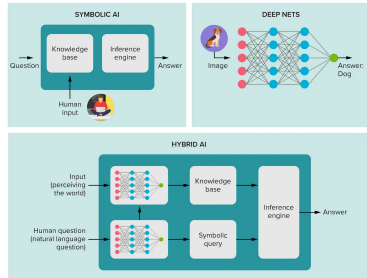 SYMBOLIC AI
Knowledge
base
Inference
engine
Question
Answer
Human
input
DEEP NETS
Image
Answer:
Dog
HYBRID AI
Input
(perceiving
the world)
Knowledge
base
Inference
engine
Answer
Human question
(natural language
question)
Symbolic
query